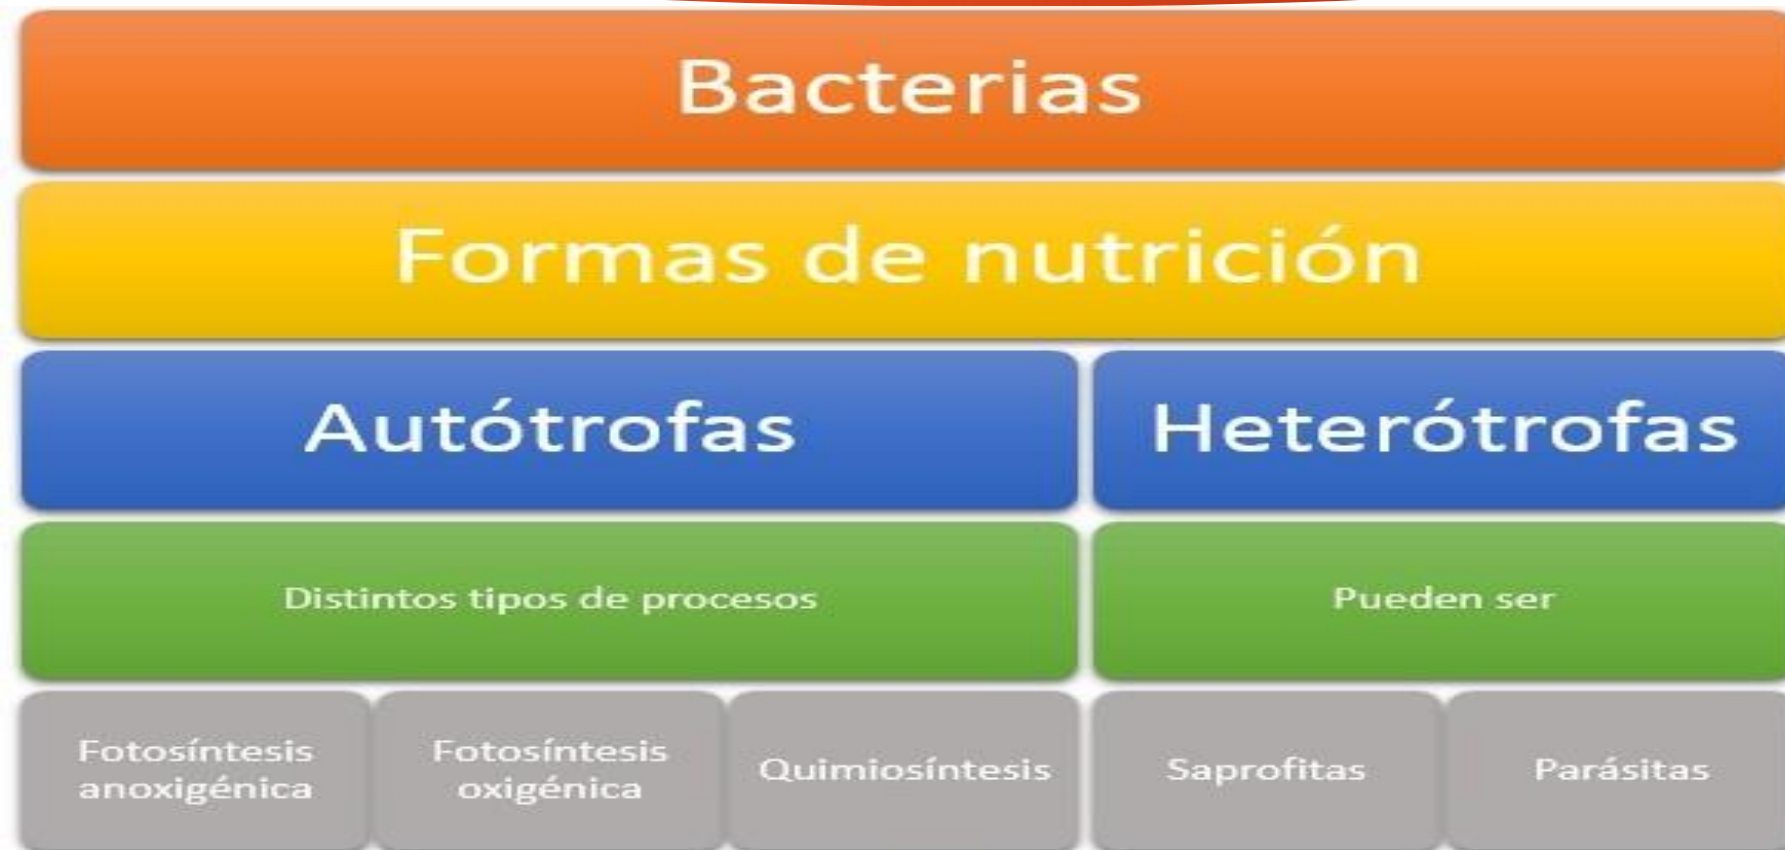 Bacterias
Formas de nutrición
Autótrofas
Heterótrofas
Distintos tipos de procesos
Pueden ser
Fotosíntesis
anoxigénica
Fotosíntesis
oxigénica
Quimiosíntesis
Saprofitas
Parásitas